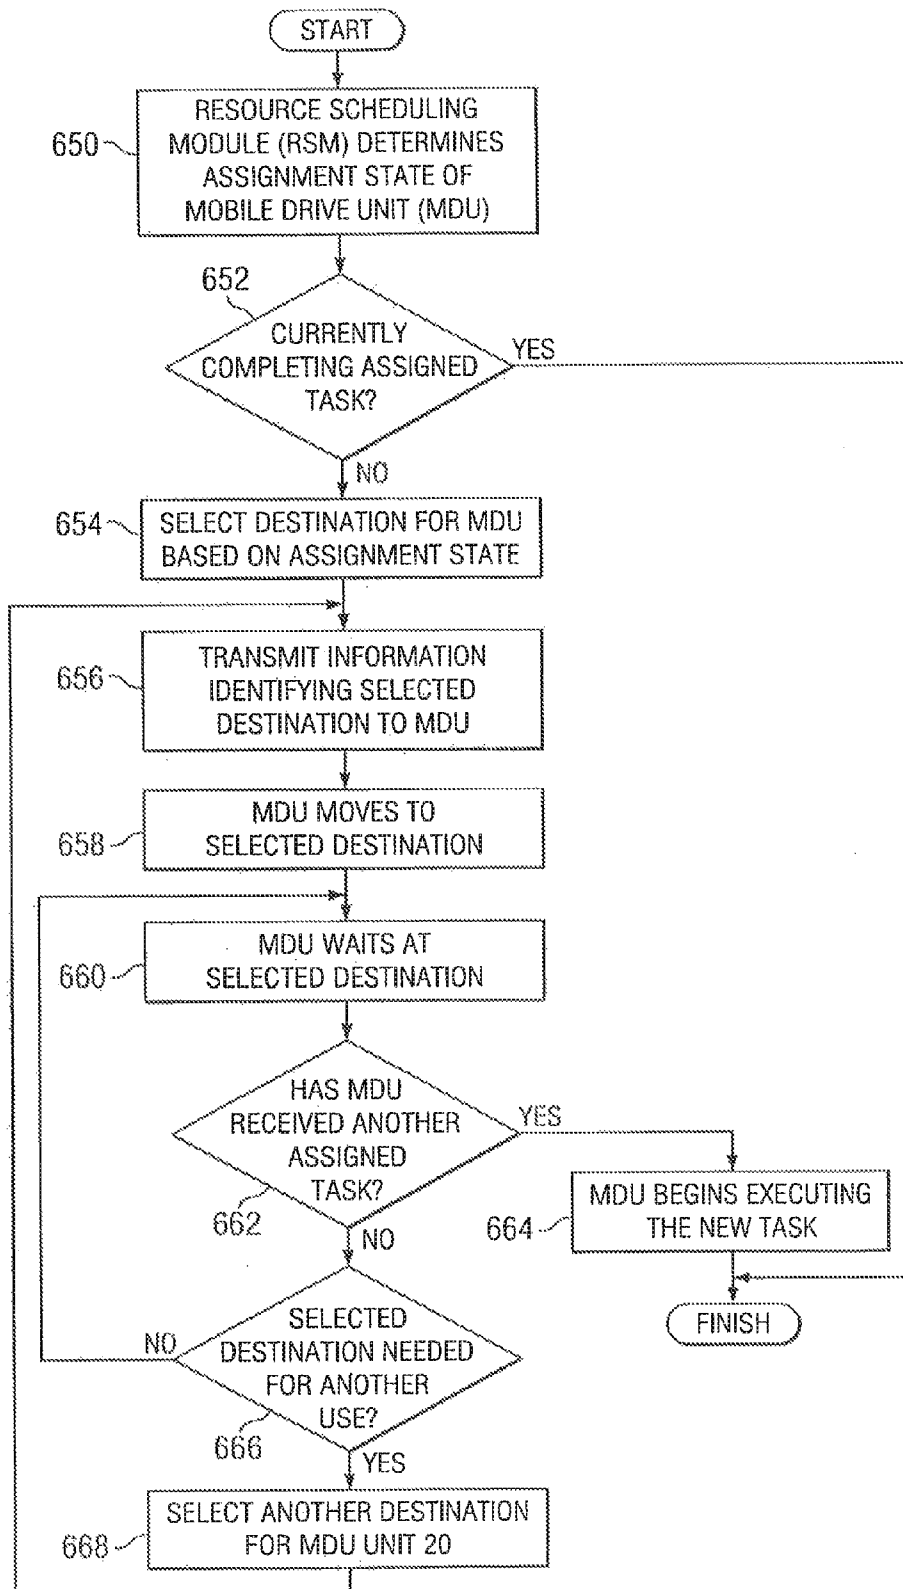 START
650
RESOURCE SCHEDULING
MODULE (RSM) DETERMINES
ASSIGNMENT STATE OF
MOBILE DRIVE UNIT (MDU)
652
CURRENTLY
COMPLETING ASSIGNED
TASK?
YES
NO
654
SELECT DESTINATION FOR MDU
BASED ON ASSIGNMENT STATE
656
TRANSMIT INFORMATION
IDENTIFYING SELECTED
DESTINATION TO MDU
658
MDU MOVES TO
SELECTED DESTINATION
660
MDU WAITS AT
SELECTED DESTINATION
HAS MDU
RECEIVED ANOTHER
ASSIGNED
TASK?
662
YES
NO
664
MDU BEGINS EXECUTING
THE NEW TASK
FINISH
SELECTED
DESTINATION NEEDED
FOR ANOTHER
USE?
666
NO
YES
668
SELECT ANOTHER DESTINATION
FOR MDU UNIT 20